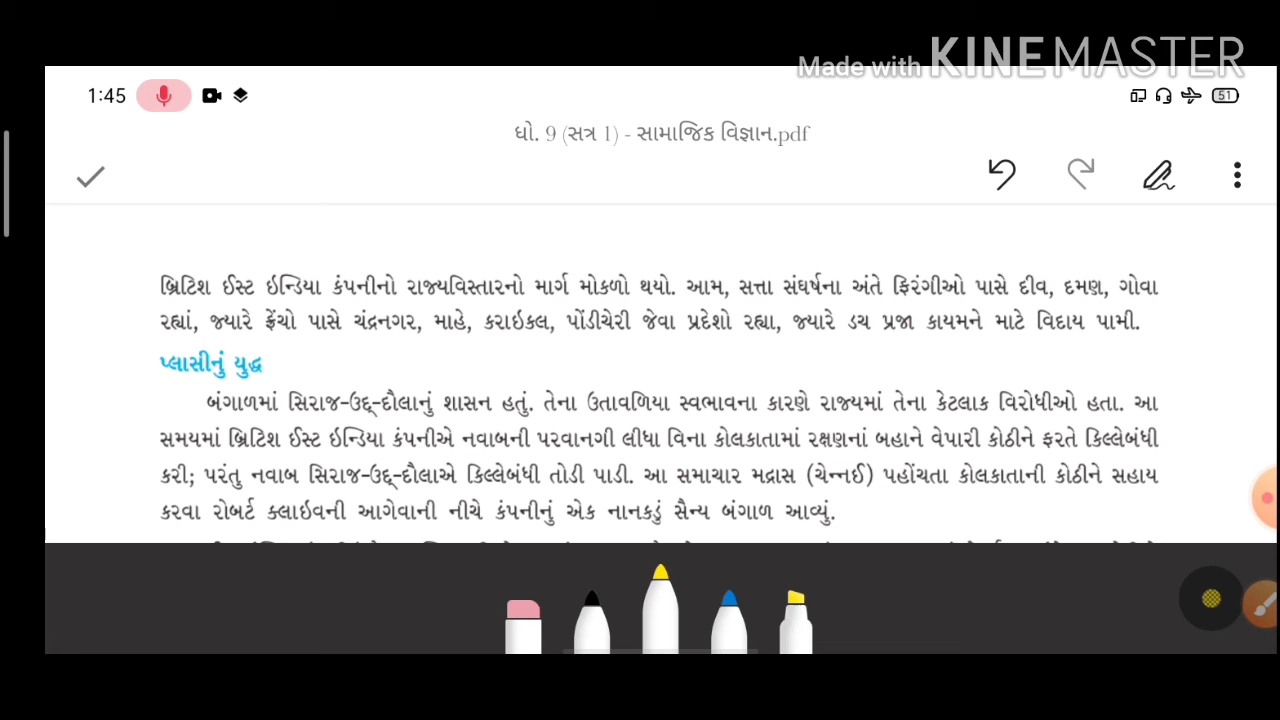 Made with KINEMASTER
1:45
51
ધો. 9 (સત્ર 1) - સામાજિક વિજ્ઞાન.pdf
બ્રિટિશ ઈસ્ટ ઇન્ડિયા કંપનીનો રાજ્યવિસ્તારનો માર્ગ મોકળો થયો. આમ, સત્તા સંઘર્ષના અંતે ફિરંગીઓ પાસે દીવ, દમણ, ગોવા
રહ્યાં, જ્યારે ફ્રેંચો પાસે ચંદ્રનગર, માહે, કરાઇકલ, પોંડીચેરી જેવા પ્રદેશો રહ્યા, જ્યારે ડચ પ્રજા કાયમને માટે વિદાય પામી.
પ્લાસીનું યુદ્ધ
બંગાળમાં સિરાજ-ઉદ્-દૌલાનું શાસન હતું. તેના ઉતાવળિયા સ્વભાવના કારણે રાજ્યમાં તેના કેટલાક વિરોધીઓ હતા. આ
સમયમાં બ્રિટિશ ઈસ્ટ ઇન્ડિયા કંપનીએ નવાબની પરવાનગી લીધા વિના કોલકાતામાં રક્ષણનાં બહાને વેપારી કોઠીને ફરતે કિલ્લેબંધી
કરી; પરંતુ નવાબ સિરાજ-ઉદ્-દૌલાએ કિલ્લેબંધી તોડી પાડી. આ સમાચાર મદ્રાસ (ચેન્નઈ) પહોંચતા કોલકાતાની કોઠીને સહાય
કરવા રોબર્ટ ક્લાઇવની આગેવાની નીચે કંપનીનું એક નાનકડું સૈન્ય બંગાળ આવ્યું.